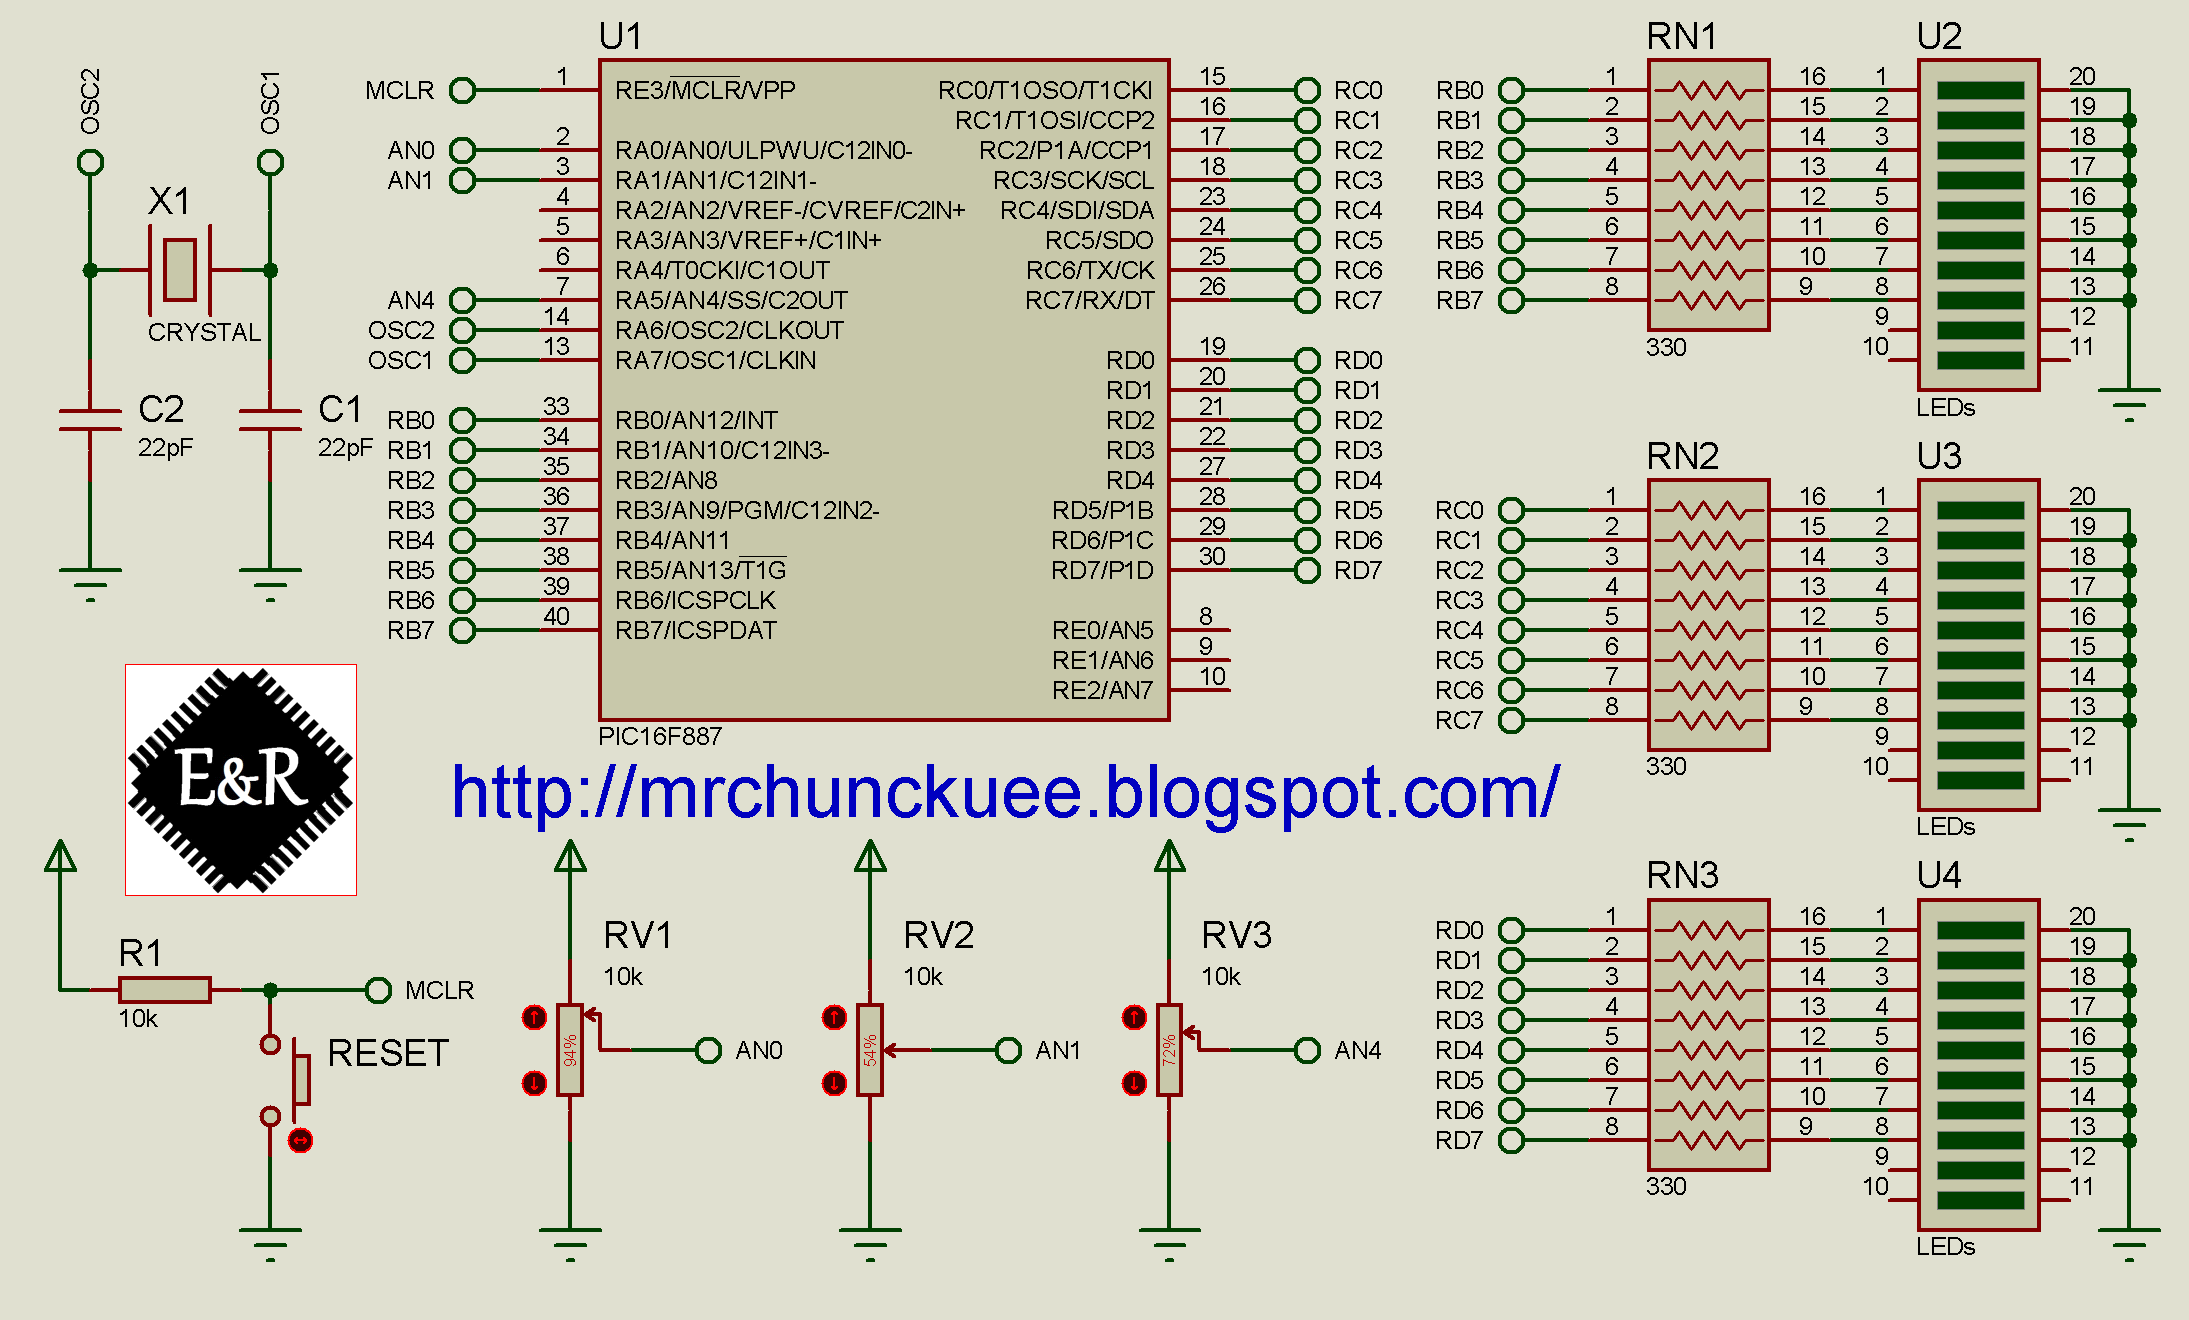 OSC2
OSC1
X1
CRYSTAL
C2
22pF
C1
22pF
U1
MCLR 1 RE3/MCLR/VPP
AN0 2 RA0/AN0/ULPWU/C12IN0-
AN1 3 RA1/AN1/C12IN1-
4 RA2/AN2/VREF-/CVREF/C2IN+
5 RA3/AN3/VREF+/C1IN+
6 RA4/T0CKI/C1OUT
AN4 7 RA5/AN4/SS/C2OUT
OSC2 14 RA6/OSC2/CLKOUT
OSC1 13 RA7/OSC1/CLKIN
RB0 33 RB0/AN12/INT
RB1 34 RB1/AN10/C12IN3-
RB2 35 RB2/AN8
RB3 36 RB3/AN9/PGM/C12IN2-
RB4 37 RB4/AN11
RB5 38 RB5/AN13/T1G
RB6 39 RB6/ICSPCLK
RB7 40 RB7/ICSPDAT
RC0/T1OSO/T1CKI 15 RC0
RC1/T1OSI/CCP2 16 RC1
RC2/P1A/CCP1 17 RC2
RC3/SCK/SCL 18 RC3
RC4/SDI/SDA 23 RC4
RC5/SDO 24 RC5
RC6/TX/CK 25 RC6
RC7/RX/DT 26 RC7
RD0 19 RD0
RD1 20 RD1
RD2 21 RD2
RD3 22 RD3
RD4 27 RD4
RD5/P1B 28 RD5
RD6/P1C 29 RD6
RD7/P1D 30 RD7
RE0/AN5 8
RE1/AN6 9
RE2/AN7 10
PIC16F887
RN1 U2
RB0 1 16 1 20
RB1 2 15 2 19
RB2 3 14 3 18
RB3 4 13 4 17
RB4 5 12 5 16
RB5 6 11 6 15
RB6 7 10 7 14
RB7 8 9 8 13
9 12
10 11
330
LEDs
RN2 U3
RC0 1 16 1 20
RC1 2 15 2 19
RC2 3 14 3 18
RC3 4 13 4 17
RC4 5 12 5 16
RC5 6 11 6 15
RC6 7 10 7 14
RC7 8 9 8 13
9 12
10 11
330
LEDs
E&R
http://mrchunckuee.blogspot.com/
R1
10k
MCLR
RESET
RV1
10k
94%
AN0
RV2
10k
54%
AN1
RV3
10k
72%
AN4
RN3 U4
RD0 1 16 1 20
RD1 2 15 2 19
RD2 3 14 3 18
RD3 4 13 4 17
RD4 5 12 5 16
RD5 6 11 6 15
RD6 7 10 7 14
RD7 8 9 8 13
9 12
10 11
330
LEDs